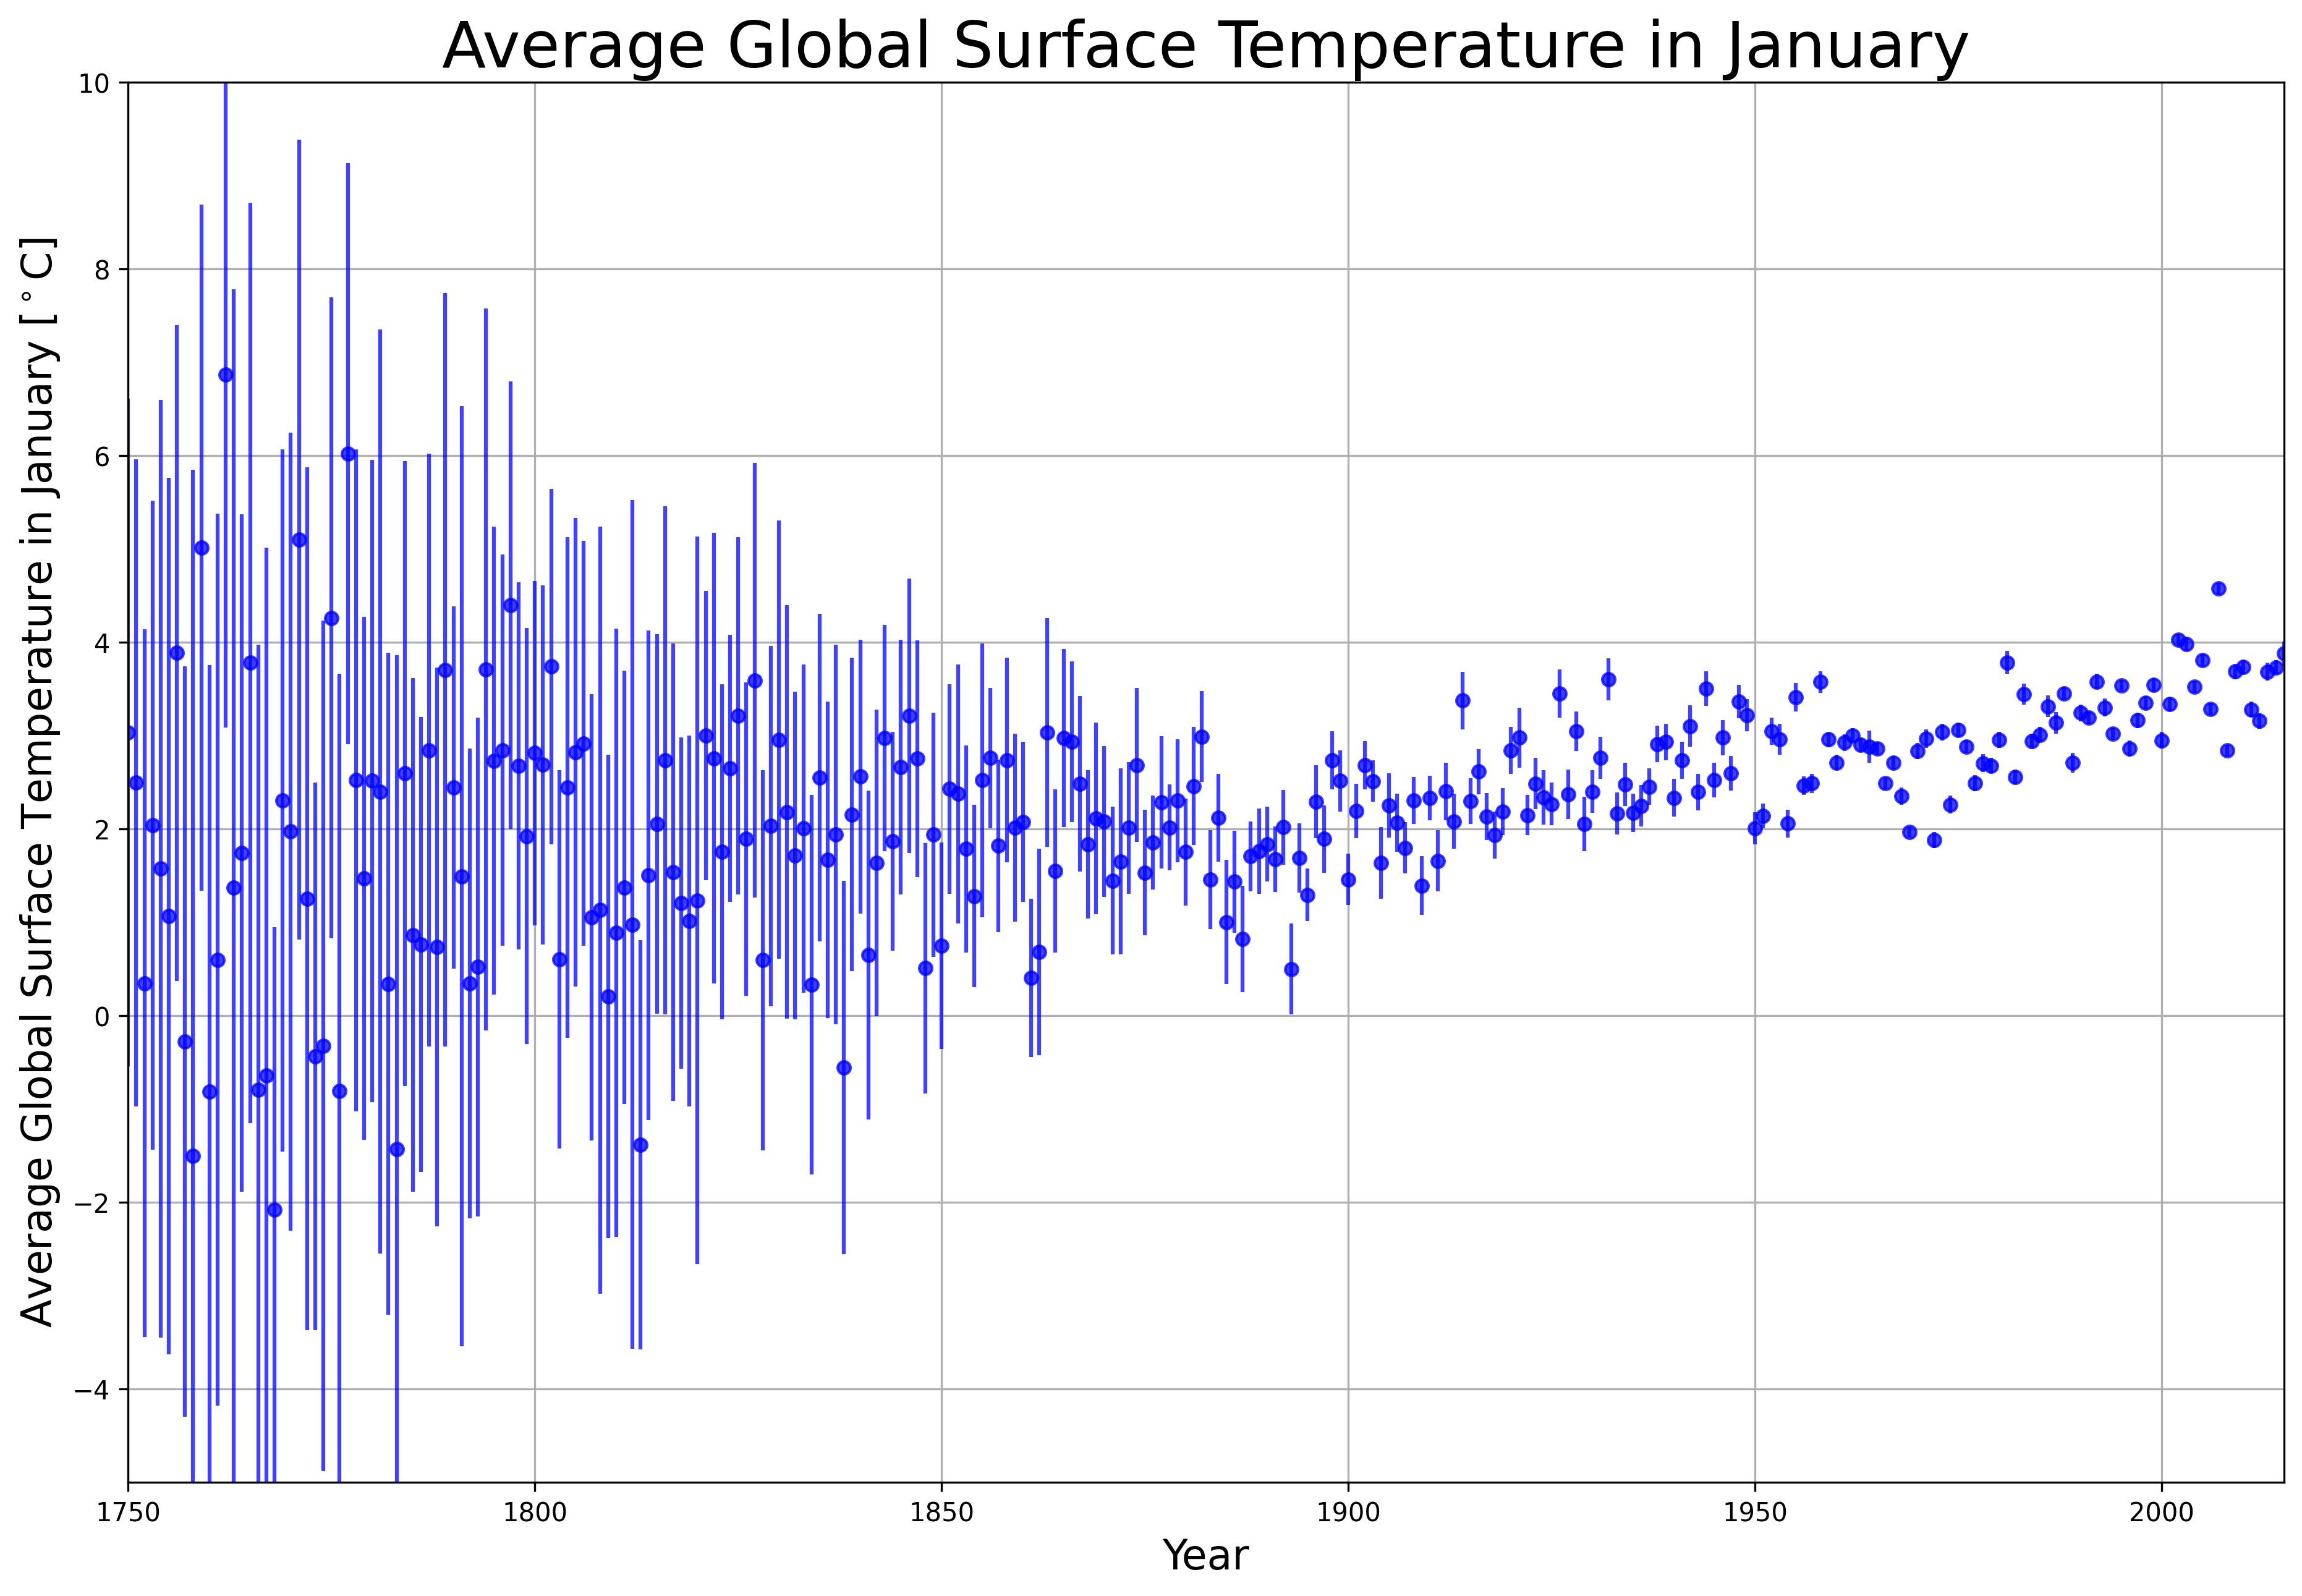 Average Global Surface Temperature in January
Average Global Surface Temperature in January [°C]
10
8
6
4
2
0
−2
−4
1750 1800 1850 1900 1950 2000
Year